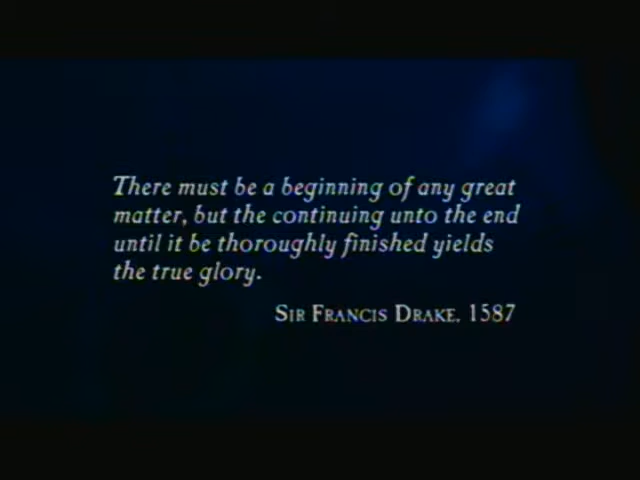 There must be a beginning of any great
matter, but the continuing unto the end
until it be thoroughly finished yields
the true glory.
SIR FRANCIS DRAKE, 1587